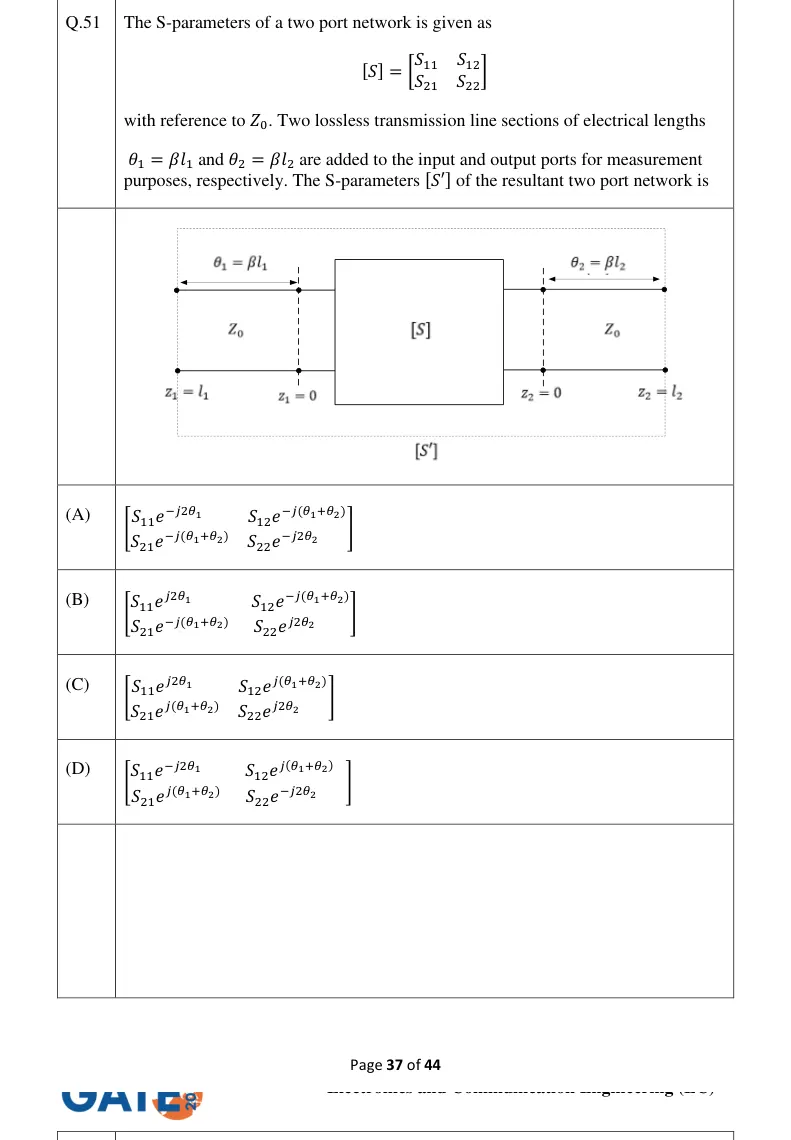 Q.51 The S-parameters of a two port network is given as
[𝑆] = [𝑆₁₁ 𝑆₁₂
𝑆₂₁ 𝑆₂₂]
with reference to 𝑍₀. Two lossless transmission line sections of electrical lengths
𝜃₁ = 𝛽𝑙₁ and 𝜃₂ = 𝛽𝑙₂ are added to the input and output ports for measurement
purposes, respectively. The S-parameters [𝑆′] of the resultant two port network is
θ₁ = βl₁ θ₂ = βl₂
Z₀ [S] Z₀
z₁ = l₁ z₁ = 0 z₂ = 0 z₂ = l₂
[S′]
(A) [𝑆₁₁𝑒^{−𝑗2𝜃₁} 𝑆₁₂𝑒^{−𝑗(𝜃₁+𝜃₂)}
𝑆₂₁𝑒^{−𝑗(𝜃₁+𝜃₂)} 𝑆₂₂𝑒^{−𝑗2𝜃₂}]
(B) [𝑆₁₁𝑒^{𝑗2𝜃₁} 𝑆₁₂𝑒^{−𝑗(𝜃₁+𝜃₂)}
𝑆₂₁𝑒^{−𝑗(𝜃₁+𝜃₂)} 𝑆₂₂𝑒^{𝑗2𝜃₂}]
(C) [𝑆₁₁𝑒^{𝑗2𝜃₁} 𝑆₁₂𝑒^{𝑗(𝜃₁+𝜃₂)}
𝑆₂₁𝑒^{𝑗(𝜃₁+𝜃₂)} 𝑆₂₂𝑒^{𝑗2𝜃₂}]
(D) [𝑆₁₁𝑒^{−𝑗2𝜃₁} 𝑆₁₂𝑒^{𝑗(𝜃₁+𝜃₂)}
𝑆₂₁𝑒^{𝑗(𝜃₁+𝜃₂)} 𝑆₂₂𝑒^{−𝑗2𝜃₂}]
Page 37 of 44
GATE